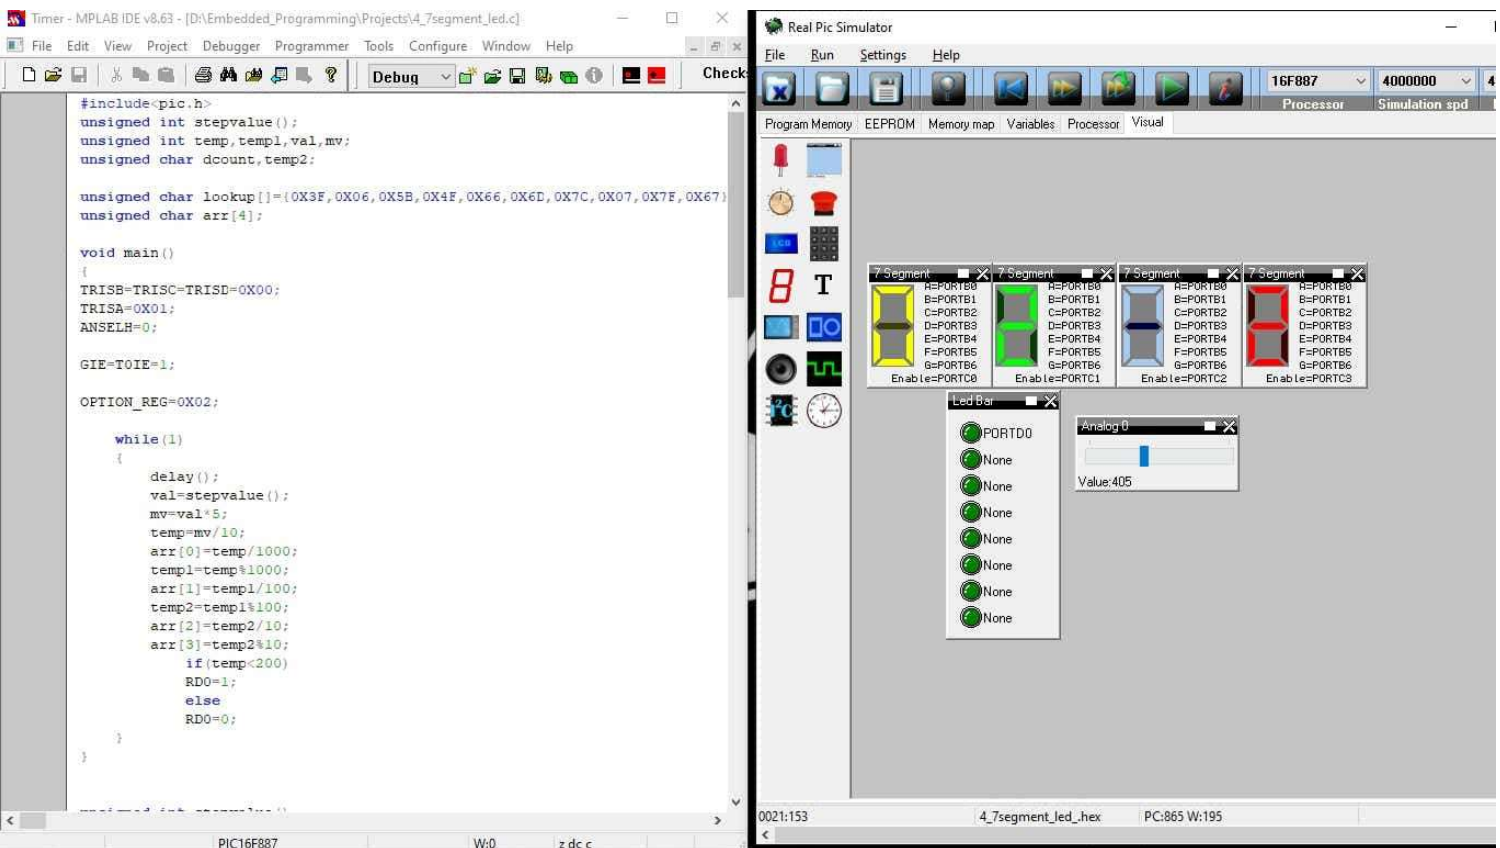 Timer - MPLAB IDE v8.63 - [D:\Embedded_Programming\Projects\4_7segment_led.c]
File Edit View Project Debugger Programmer Tools Configure Window Help
Debug
Check
#include<pic.h>
unsigned int stepvalue();
unsigned int temp,temp1,val,mv;
unsigned char dcount,temp2;
unsigned char lookup[]={0X3F,0X06,0X5B,0X4F,0X66,0X6D,0X7C,0X07,0X7F,0X67}
unsigned char arr[4];
void main()
{
TRISB=TRISC=TRISD=0X00;
TRISA=0X01;
ANSELH=0;
GIE=T0IE=1;
OPTION_REG=0X02;
while(1)
{
delay();
val=stepvalue();
mv=val*5;
temp=mv/10;
arr[0]=temp/1000;
temp1=temp%1000;
arr[1]=temp1/100;
temp2=temp1%100;
arr[2]=temp2/10;
arr[3]=temp2%10;
if(temp<200)
RD0=1;
else
RD0=0;
}
}
PIC16F887 W:0 z dc c
Real Pic Simulator
File Run Settings Help
16F887 4000000 4
Processor Simulation spd
Program Memory EEPROM Memory map Variables Processor Visual
LCD
T
I²C
7 Segment
A=PORTB0
B=PORTB1
C=PORTB2
D=PORTB3
E=PORTB4
F=PORTB5
G=PORTB6
Enable=PORTC0
7 Segment
A=PORTB0
B=PORTB1
C=PORTB2
D=PORTB3
E=PORTB4
F=PORTB5
G=PORTB6
Enable=PORTC1
7 Segment
A=PORTB0
B=PORTB1
C=PORTB2
D=PORTB3
E=PORTB4
F=PORTB5
G=PORTB6
Enable=PORTC2
7 Segment
A=PORTB0
B=PORTB1
C=PORTB2
D=PORTB3
E=PORTB4
F=PORTB5
G=PORTB6
Enable=PORTC3
Led Bar
PORTD0
None
None
None
None
None
None
None
Analog 0
Value:405
0021:153 4_7segment_led_.hex PC:865 W:195